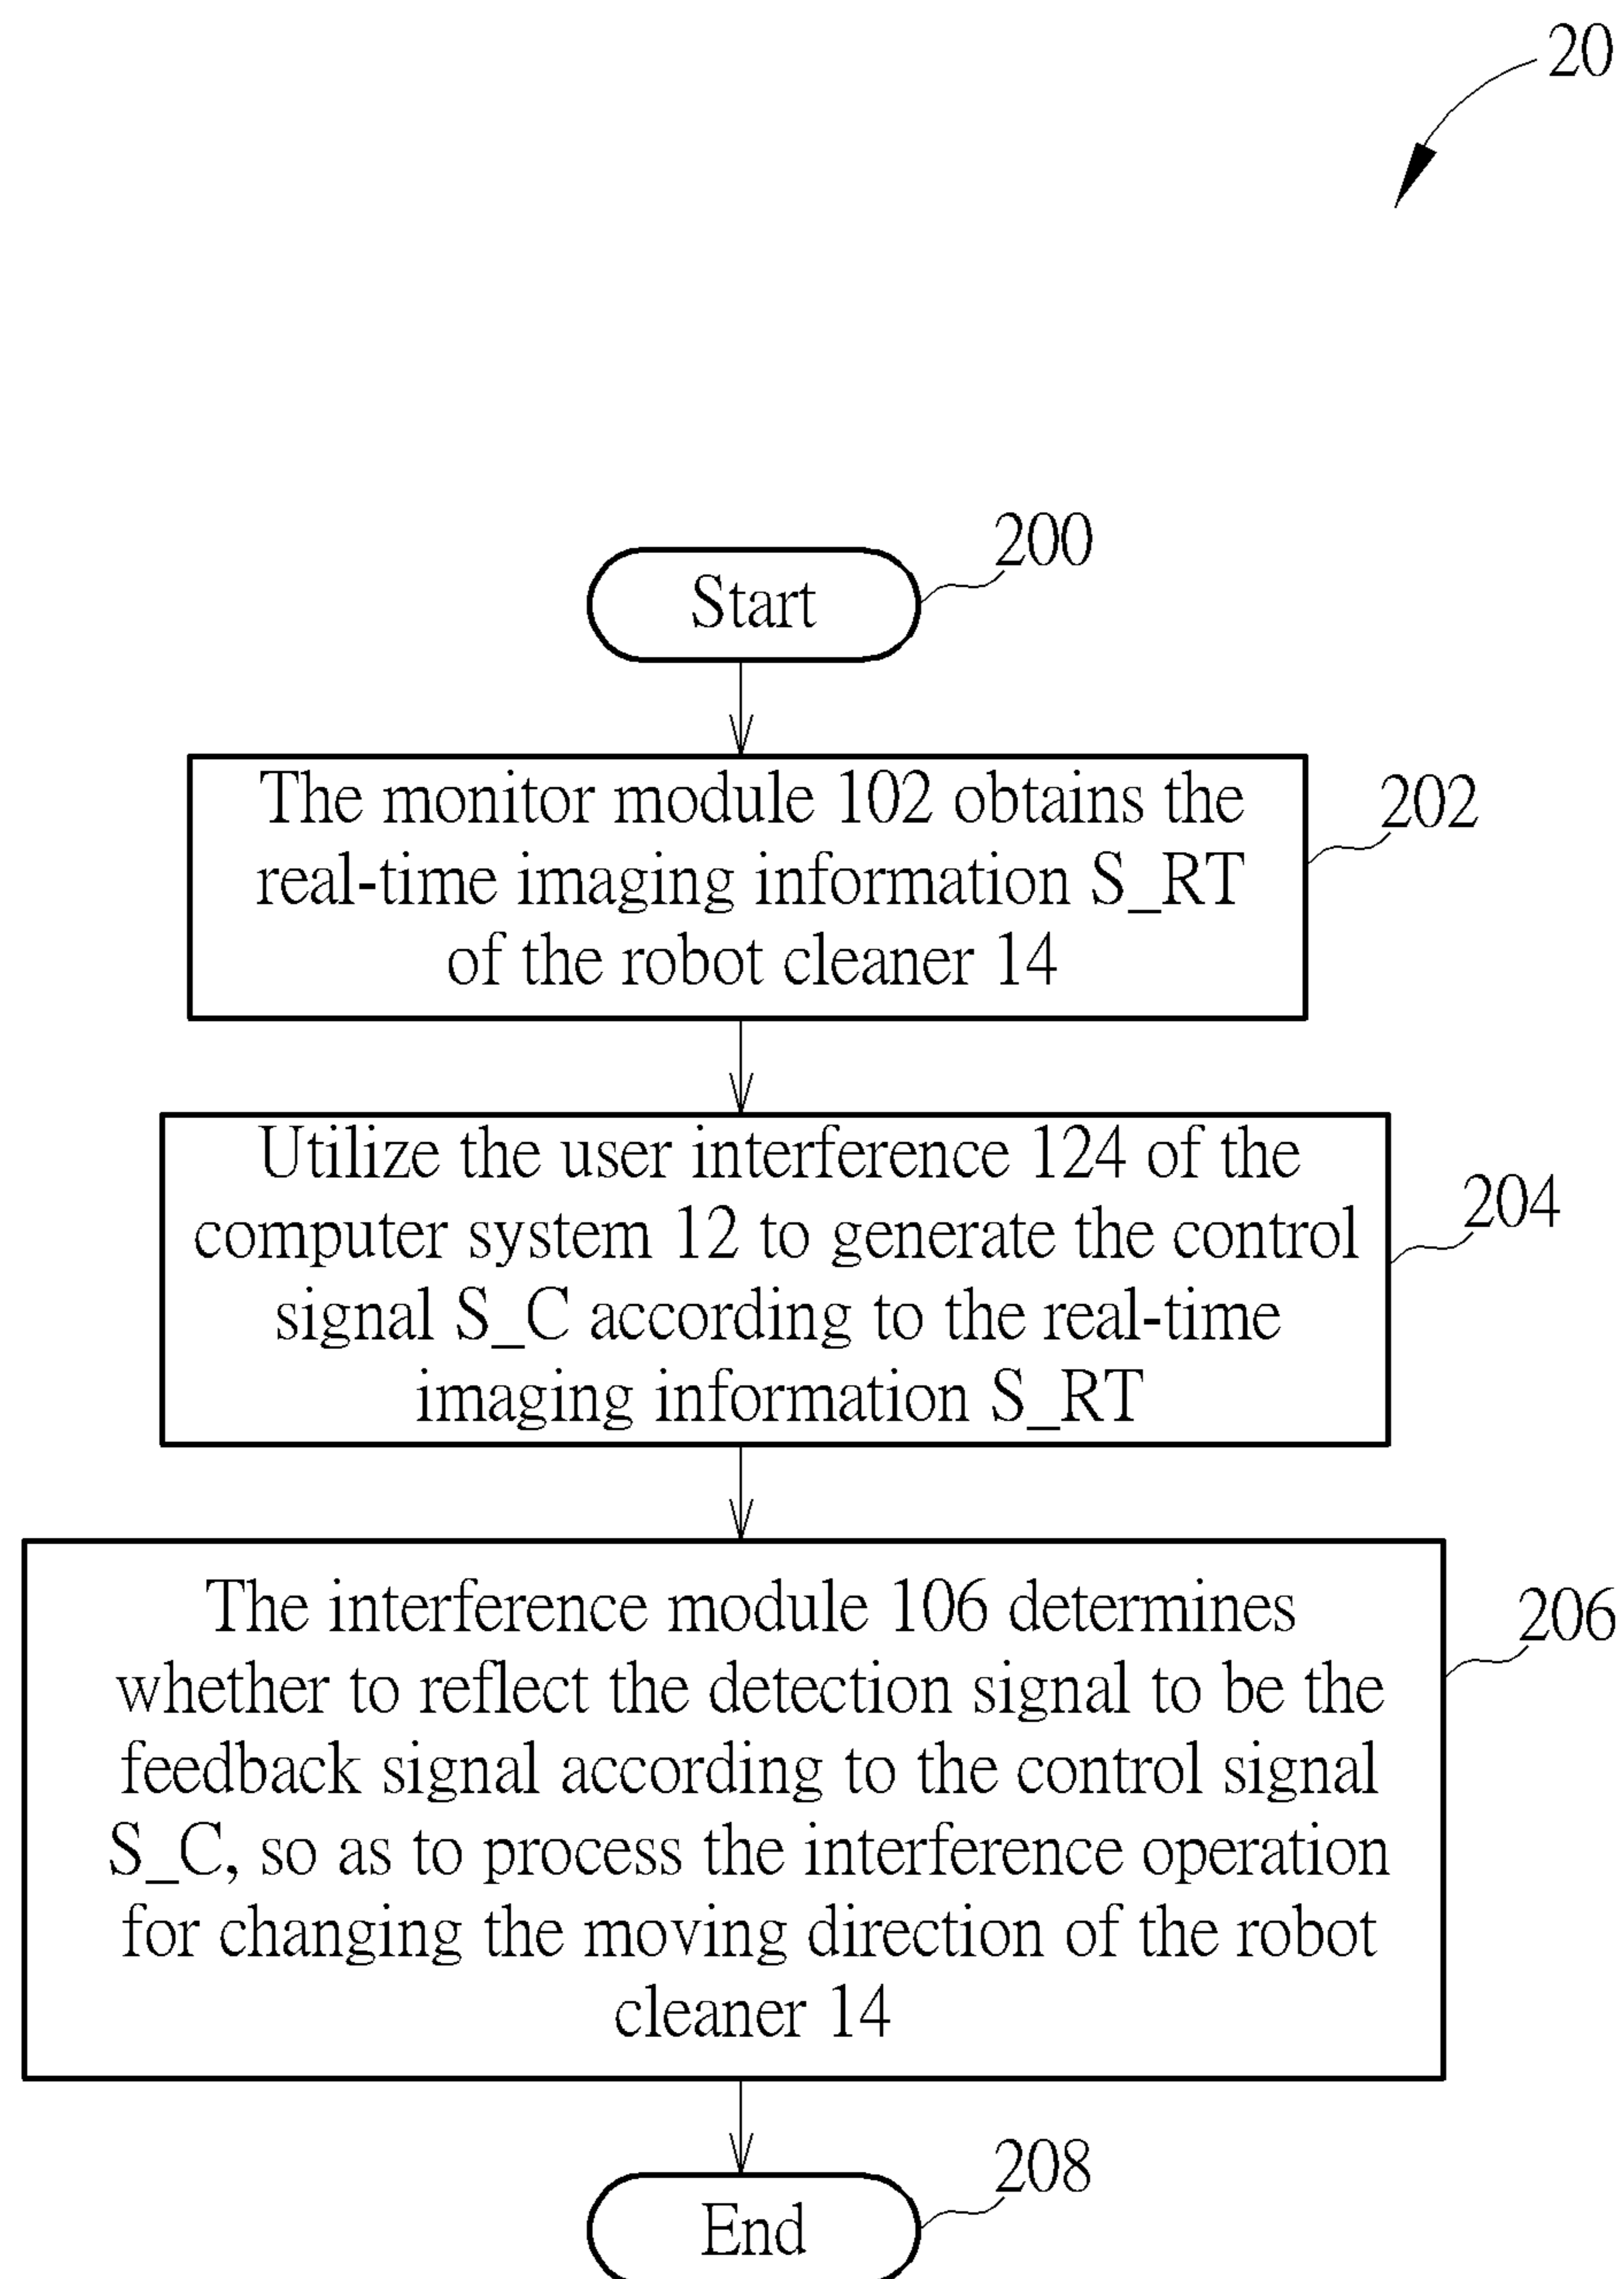 20
Start
200
The monitor module 102 obtains the
real-time imaging information S_RT
of the robot cleaner 14
202
Utilize the user interference 124 of the
computer system 12 to generate the control
signal S_C according to the real-time
imaging information S_RT
204
The interference module 106 determines
whether to reflect the detection signal to be the
feedback signal according to the control signal
S_C, so as to process the interference operation
for changing the moving direction of the robot
cleaner 14
206
End
208